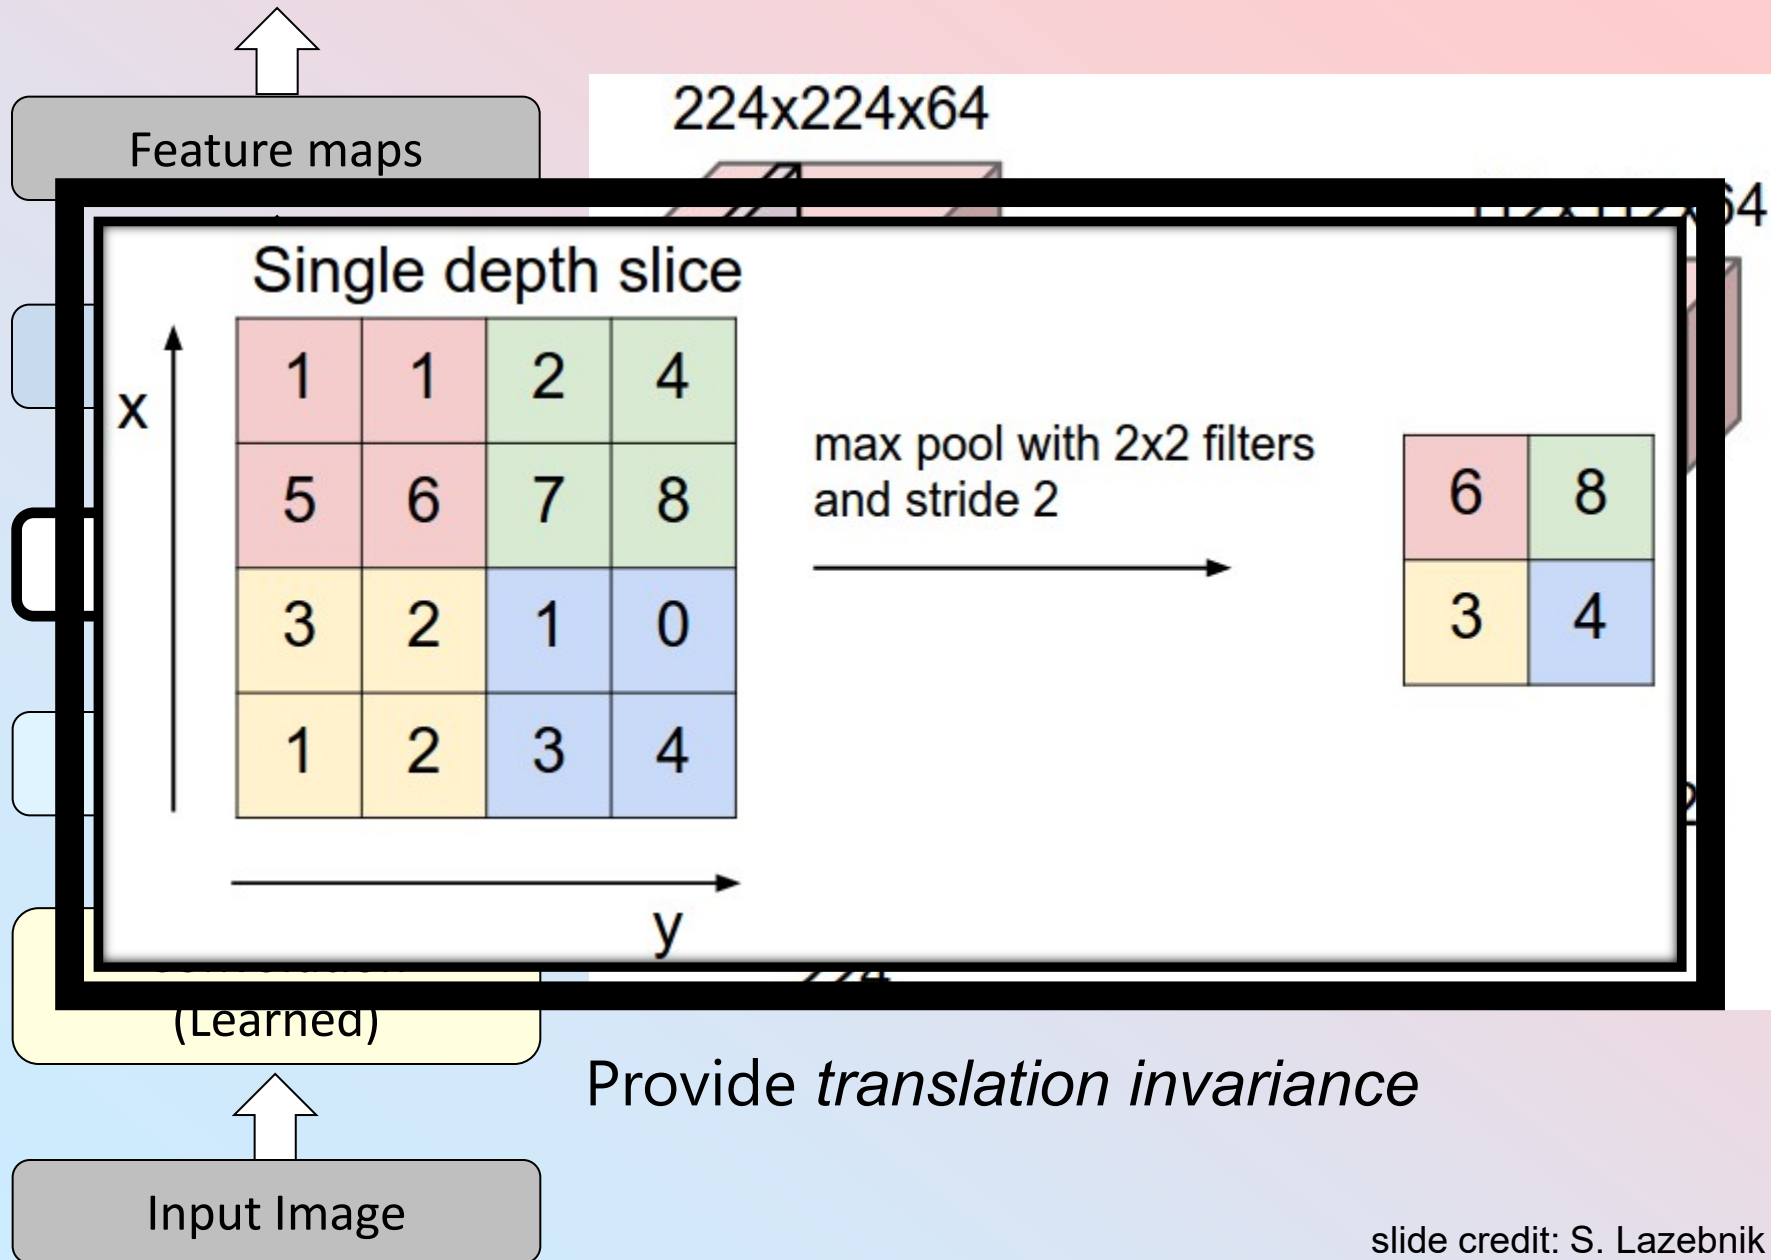 Feature maps
224x224x64
Single depth slice
x
1 1 2 4
5 6 7 8
3 2 1 0
1 2 3 4
y
max pool with 2x2 filters
and stride 2
6 8
3 4
(Learned)
Provide translation invariance
Input Image
slide credit: S. Lazebnik